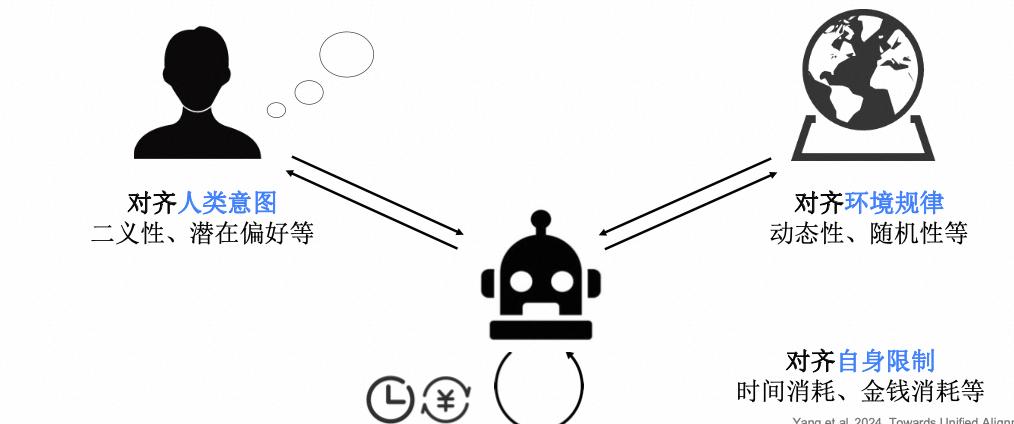 对齐人类意图
二义性、潜在偏好等
对齐环境规律
动态性、随机性等
对齐自身限制
时间消耗、金钱消耗等
¥
Yang et al. 2024. Towards Unified